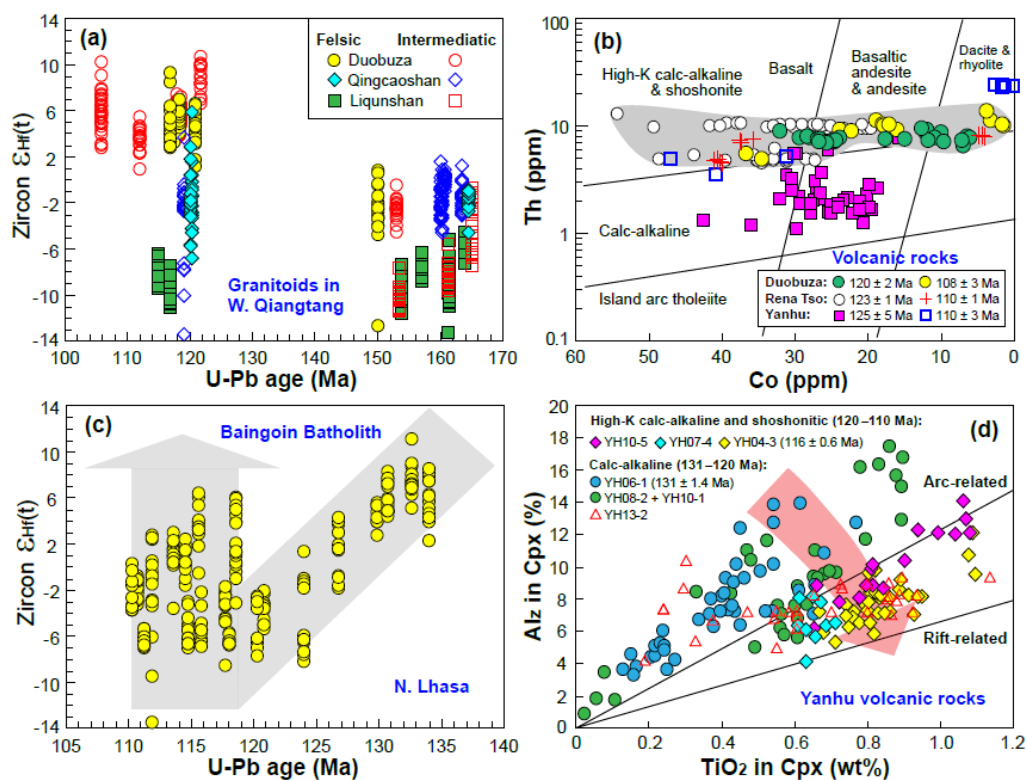 (a)
Felsic Intermediatic
Duobuza
Qingcaoshan
Liqunshan
Granitoids in
W. Qiangtang
Zircon εHf(t)
14
10
6
2
-2
-6
-10
-14
100 110 120 130 140 150 160 170
U-Pb age (Ma)
(b)
High-K calc-alkaline
& shoshonite
Basalt
Basaltic
andesite
& andesite
Dacite &
rhyolite
Calc-alkaline
Island arc tholeiite
Volcanic rocks
Duobuza: 120 ± 2 Ma 108 ± 3 Ma
Rena Tso: 123 ± 1 Ma 110 ± 1 Ma
Yanhu: 125 ± 5 Ma 110 ± 3 Ma
Th (ppm)
100
10
1
0.1
60 50 40 30 20 10 0
Co (ppm)
(c)
Baingoin Batholith
N. Lhasa
Zircon εHf(t)
14
10
6
2
-2
-6
-10
14
105 110 115 120 125 130 135 140
U-Pb age (Ma)
(d)
High-K calc-alkaline and shoshonitic (120–110 Ma):
YH10-5 YH07-4 YH04-3 (116 ± 0.6 Ma)
Calc-alkaline (131–120 Ma):
YH06-1 (131 ± 1.4 Ma)
YH08-2 + YH10-1
YH13-2
Arc-related
Rift-related
Yanhu volcanic rocks
Alz in Cpx (%)
20
18
16
14
12
10
8
6
4
2
0
0 0.2 0.4 0.6 0.8 1.0 1.2
TiO2 in Cpx (wt%)